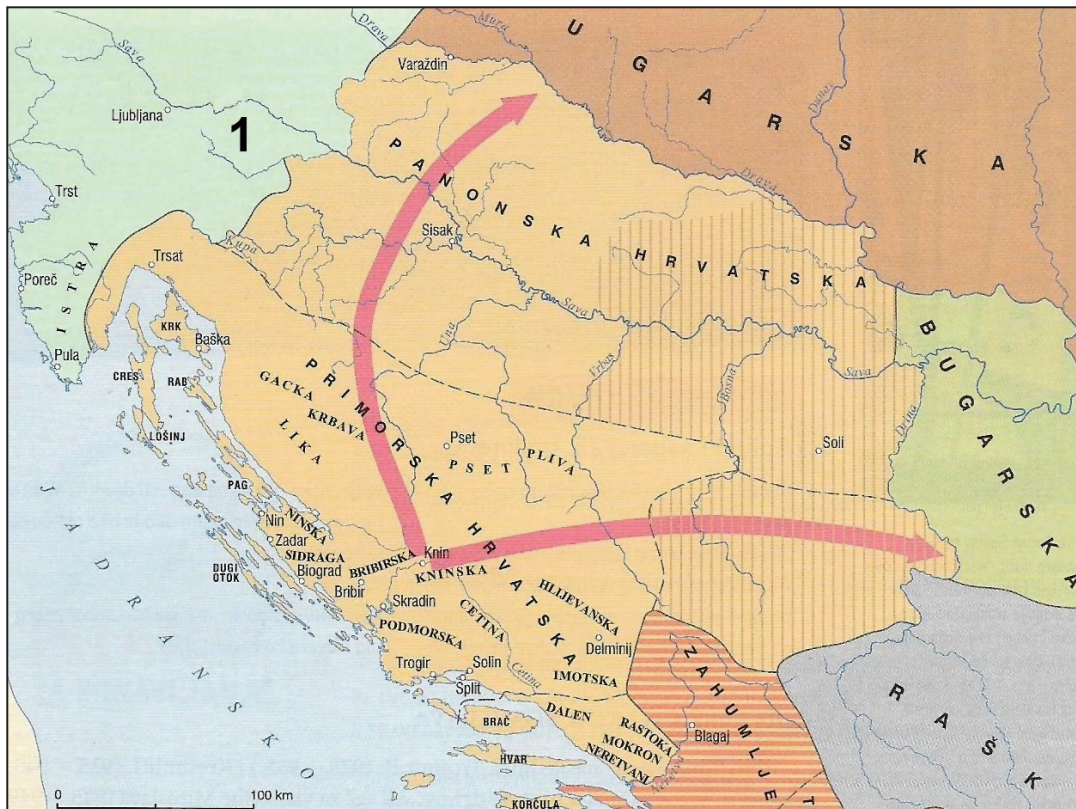 1
UGARSKA
Mura
Drava
Sava
Varaždin
Ljubljana
Duna
PANONSKA HRVATSKA
Drava
Trst
Sisak
Kupa
Trsat
Poreč
ISTRA
Pula
KRK
Baška
CRES
RAB
LOŠINJ
Sava
Una
Vrbas
Bosna
Sava
Drina
BUGARSKA
PRIMORSKA HRVATSKA
GACKA
KRBAVA
LIKA
Pset
PSET
PLIVA
Soli
PAG
Nin
NINSKA
Zadar
SIDRAGA
DUGI
OTOK
Biograd
BRIBIRSKA
Bribir
Knin
KNINSKA
Skradin
CETINA
HLIJEVANSKA
Delminij
PODMORSKA
Trogir
Solin
Split
Cetina
IMOTSKA
ZAHUMLJE
RAŠK
BRAČ
DALEN
RASTOKA
MOKRON
NERETVANI
Blagaj
HVAR
KORČULA
JADRANSKO
0 100 km